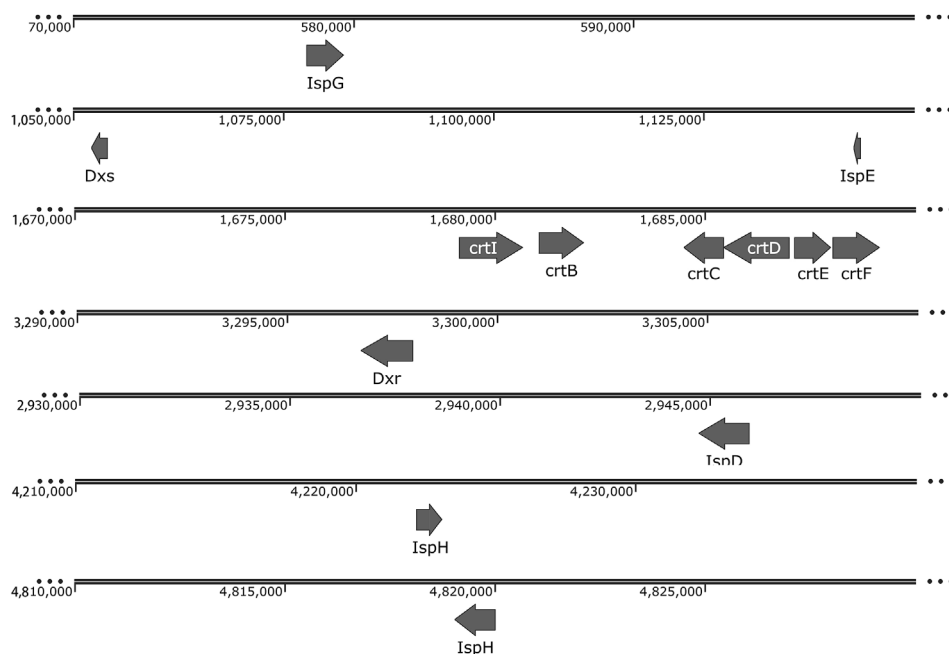 70,000 580,000 590,000
IspG
1,050,000 1,075,000 1,100,000 1,125,000
Dxs IspE
1,670,000 1,675,000 1,680,000 1,685,000
crtI crtB crtC crtD crtE crtF
3,290,000 3,295,000 3,300,000 3,305,000
Dxr
2,930,000 2,935,000 2,940,000 2,945,000
IspD
4,210,000 4,220,000 4,230,000
IspH
4,810,000 4,815,000 4,820,000 4,825,000
IspH